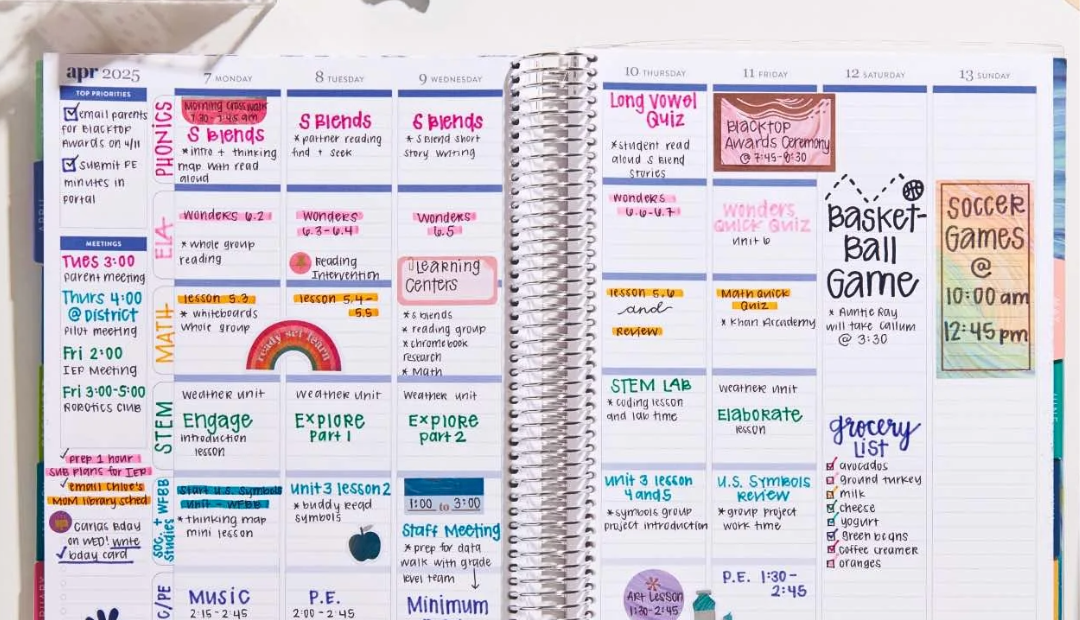 apr 2025
TOP PRIORITIES
email parents
for blacktop
Awards on 4/11
Submit PE
minutes in
portal
MEETINGS
TUES 3:00
parent meeting
Thurs 4:00
@ District
PILOT meeting
Fri 2:00
IEP Meeting
Fri 3:00-5:00
ROBOTICS CLUB
prep 1 hour
SUB Plans for IEP
email Chloe's
MOM library sched
Carlas Bday
on WED! write
bday card
PHONICS
ELA
MATH
STEM
SOC. + WFBB
Studies
C/PE
7 MONDAY
Morning Crosswalk
7:30 - 7:45 am
S Blends
*intro + thinking
map with read
aloud
Wonders 6.2
*whole group
reading
lesson 5.3
* whiteboards
whole group
ready set learn
weather unit
Engage
introduction
lesson
Start U.S. Symbols
unit - WFBB
*thinking map
mini lesson
MUSIC
2:15-2:45
8 TUESDAY
S Blends
*partner reading
find + seek
Wonders
6.3-6.4
Reading
Intervention
lesson 5.4-
5.5
weather unit
EXPLORE
part 1
Unit 3 lesson 2
* buddy read
symbols
P.E.
2:00 - 2:45
9 WEDNESDAY
S Blends
* S Blend short
story writing
Wonders
6.5
Learning
Centers
*S blends
* reading group
*chromebook
research
* Math
weather unit
EXPLORE
part 2
1:00 to 3:00
Staff Meeting
* prep for data
walk with grade
level team
Minimum
10 THURSDAY
Long Vowel
Quiz
*student read
aloud S Blend
Stories
Wonders
6.6-6.7
lesson 5.6
and
Review
STEM LAB
* coding lesson
and lab time
Unit 3 lesson
4 and 5
*symbols group
project introduction
ART Lesson
1:30-2:45
11 FRIDAY
Blacktop
Awards Ceremony
@ 7:45-8:30
Wonders
Quick Quiz
unit 6
Math Quick
Quiz
* Khan Academy
weather unit
Elaborate
lesson
U.S. Symbols
Review
*group project
work time
P.E. 1:30-
2:45
12 SATURDAY
Basket-
Ball
Game
* Auntie Ray
will take Callum
@ 3:30
grocery
LIST
avocados
ground turkey
milk
cheese
yogurt
green beans
coffee creamer
oranges
13 SUNDAY
SOCCER
Games
@
10:00 am
12:45 pm